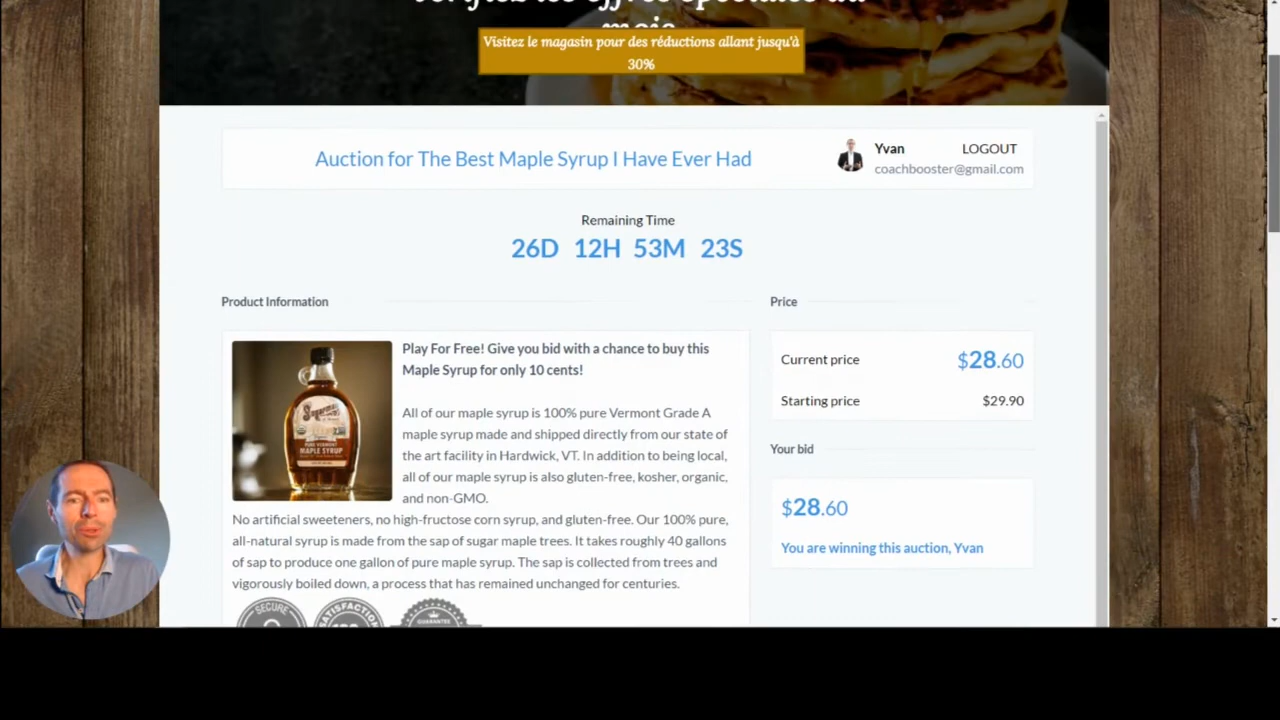 Visitez le magasin pour des réductions allant jusqu'à
30%
Auction for The Best Maple Syrup I Have Ever Had
Yvan
LOGOUT
coachbooster@gmail.com
Remaining Time
26D 12H 53M 23S
Product Information
Play For Free! Give you bid with a chance to buy this
Maple Syrup for only 10 cents!
All of our maple syrup is 100% pure Vermont Grade A
maple syrup made and shipped directly from our state of
the art facility in Hardwick, VT. In addition to being local,
all of our maple syrup is also gluten-free, kosher, organic,
and non-GMO.
No artificial sweeteners, no high-fructose corn syrup, and gluten-free. Our 100% pure,
all-natural syrup is made from the sap of sugar maple trees. It takes roughly 40 gallons
of sap to produce one gallon of pure maple syrup. The sap is collected from trees and
vigorously boiled down, a process that has remained unchanged for centuries.
MAPLE SYRUP
SECURE
SATISFACTION
GUARANTEE
Price
Current price
$28.60
Starting price
$29.90
Your bid
$28.60
You are winning this auction, Yvan